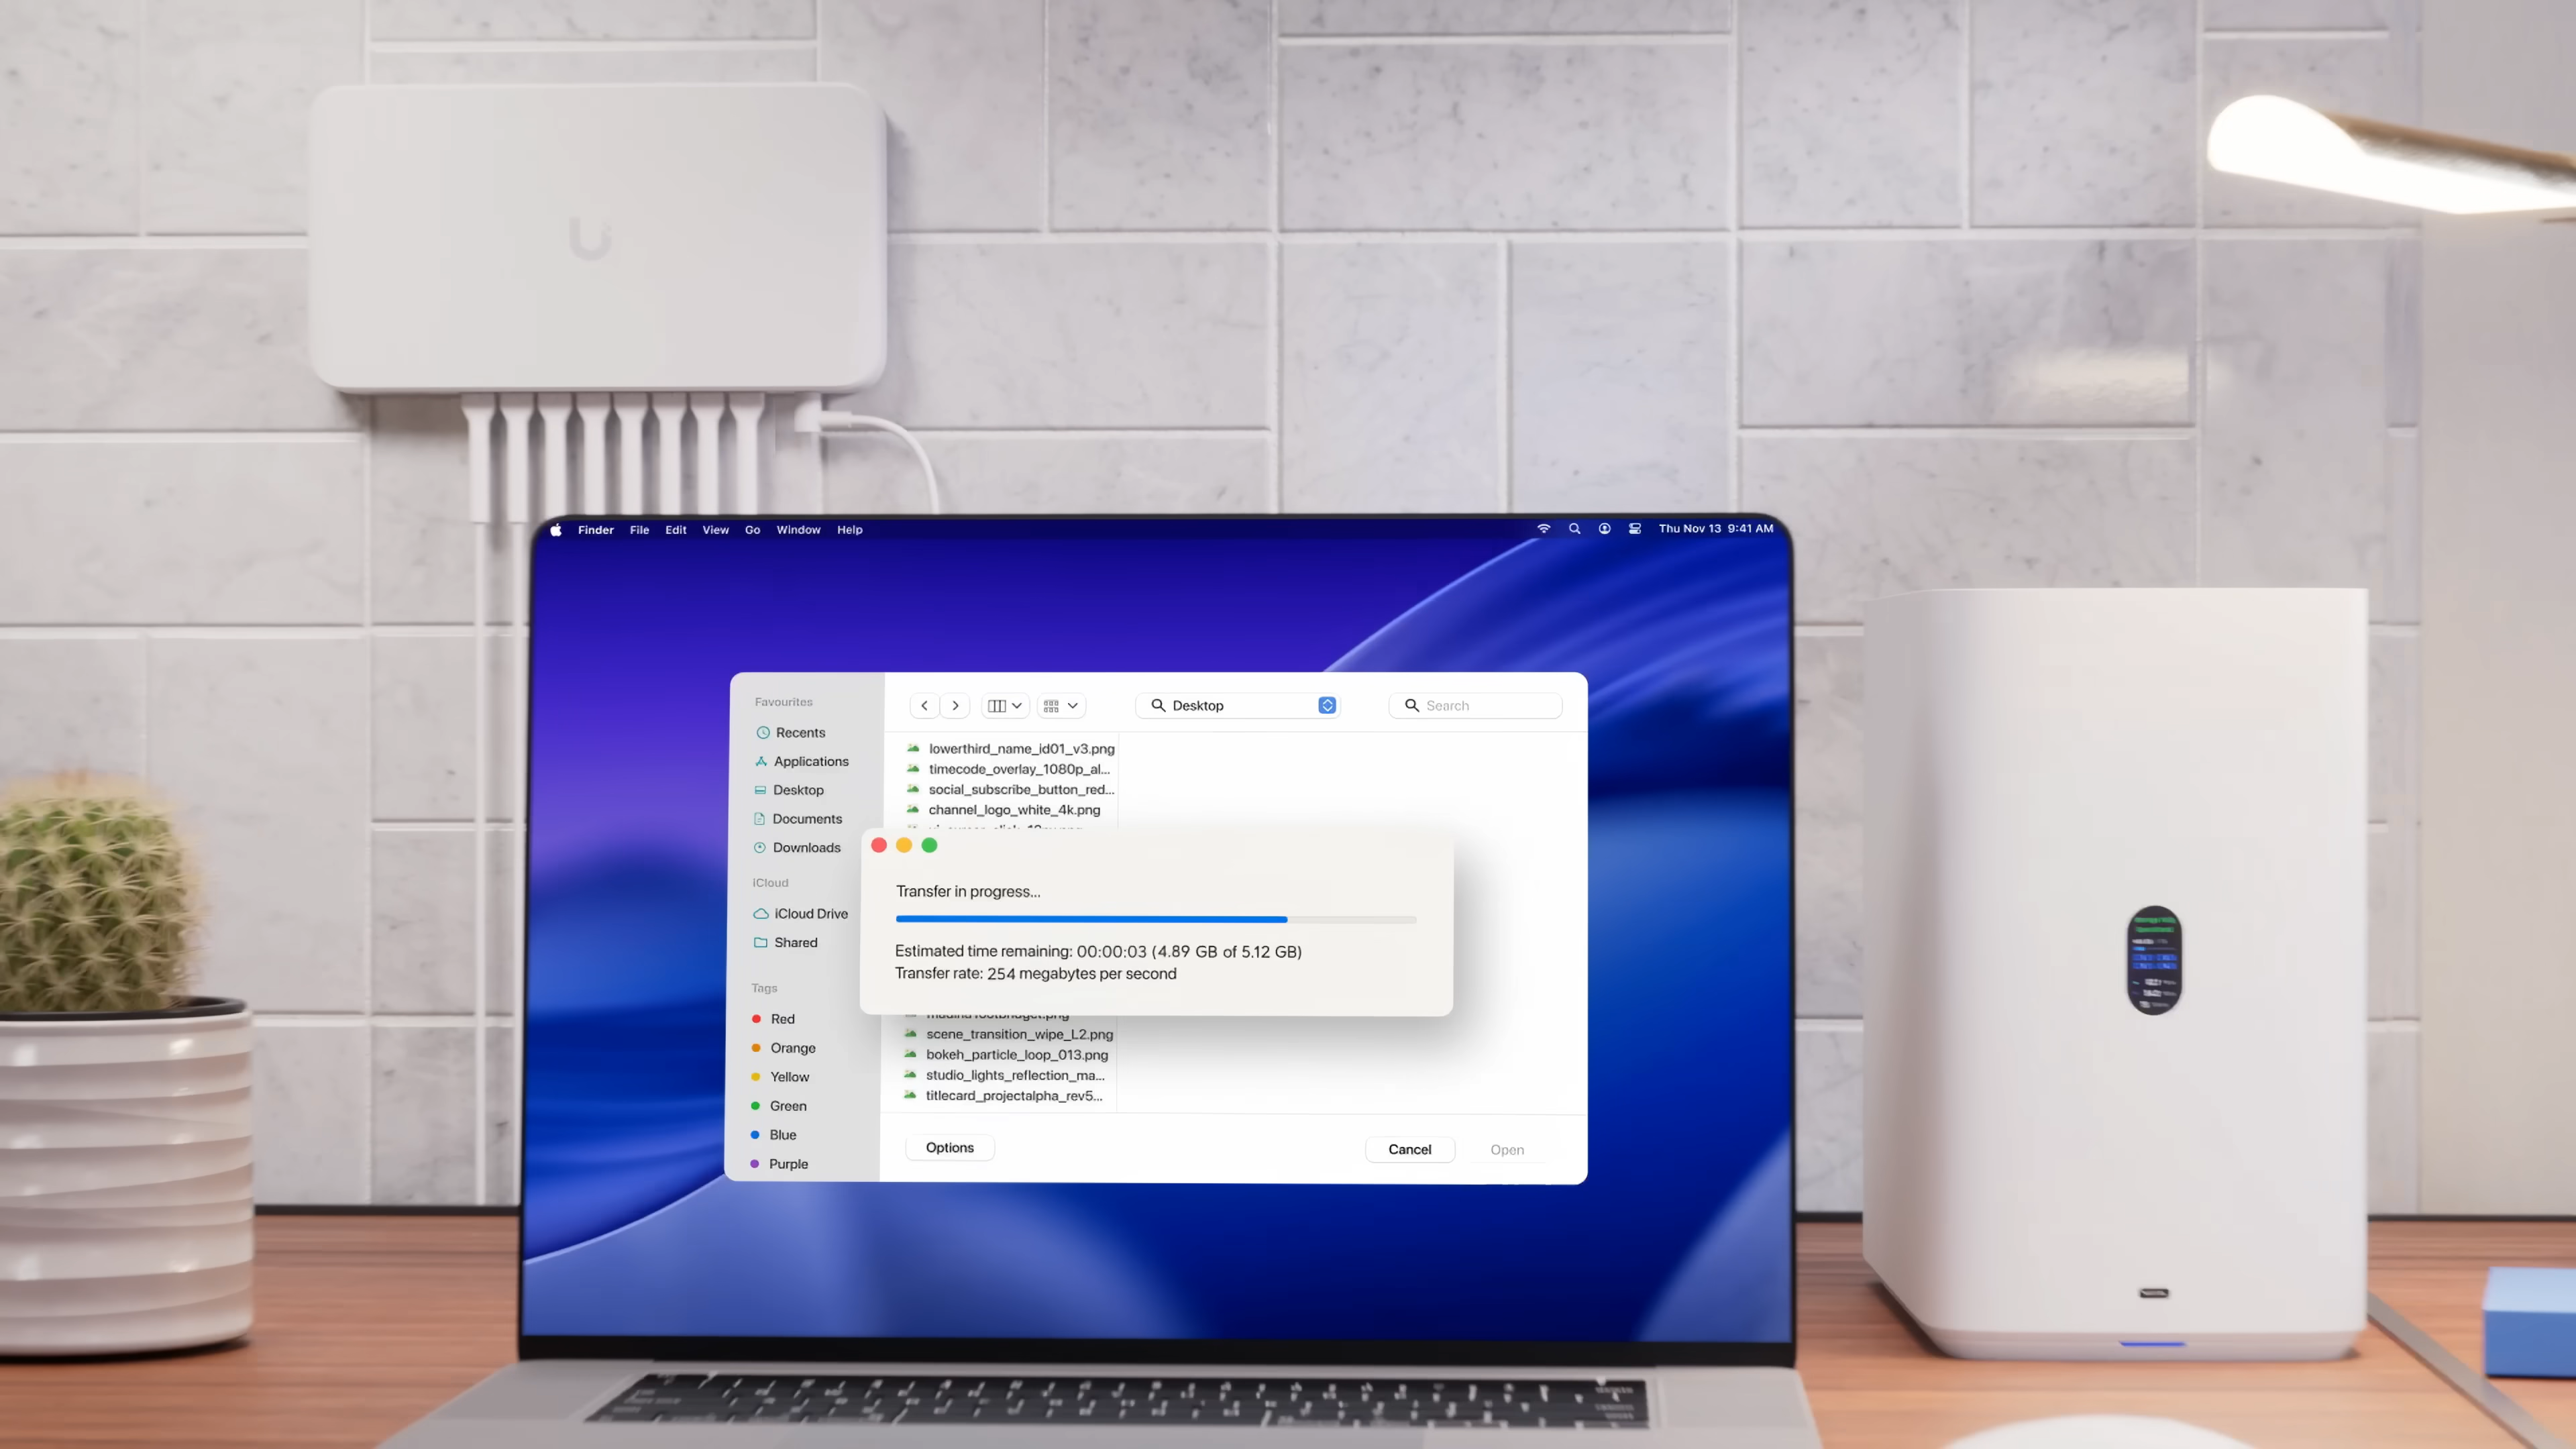 U
Finder File Edit View Go Window Help
Thu Nov 13 9:41 AM
Favourites
Recents
Applications
Desktop
Documents
Downloads
iCloud
iCloud Drive
Shared
Tags
Red
Orange
Yellow
Green
Blue
Purple
Desktop
Search
lowerthird_name_id01_v3.png
timecode_overlay_1080p_al...
social_subscribe_button_red...
channel_logo_white_4k.png
Transfer in progress...
Estimated time remaining: 00:00:03 (4.89 GB of 5.12 GB)
Transfer rate: 254 megabytes per second
scene_transition_wipe_L2.png
bokeh_particle_loop_013.png
studio_lights_reflection_ma...
titlecard_projectalpha_rev5...
Options
Cancel
Open